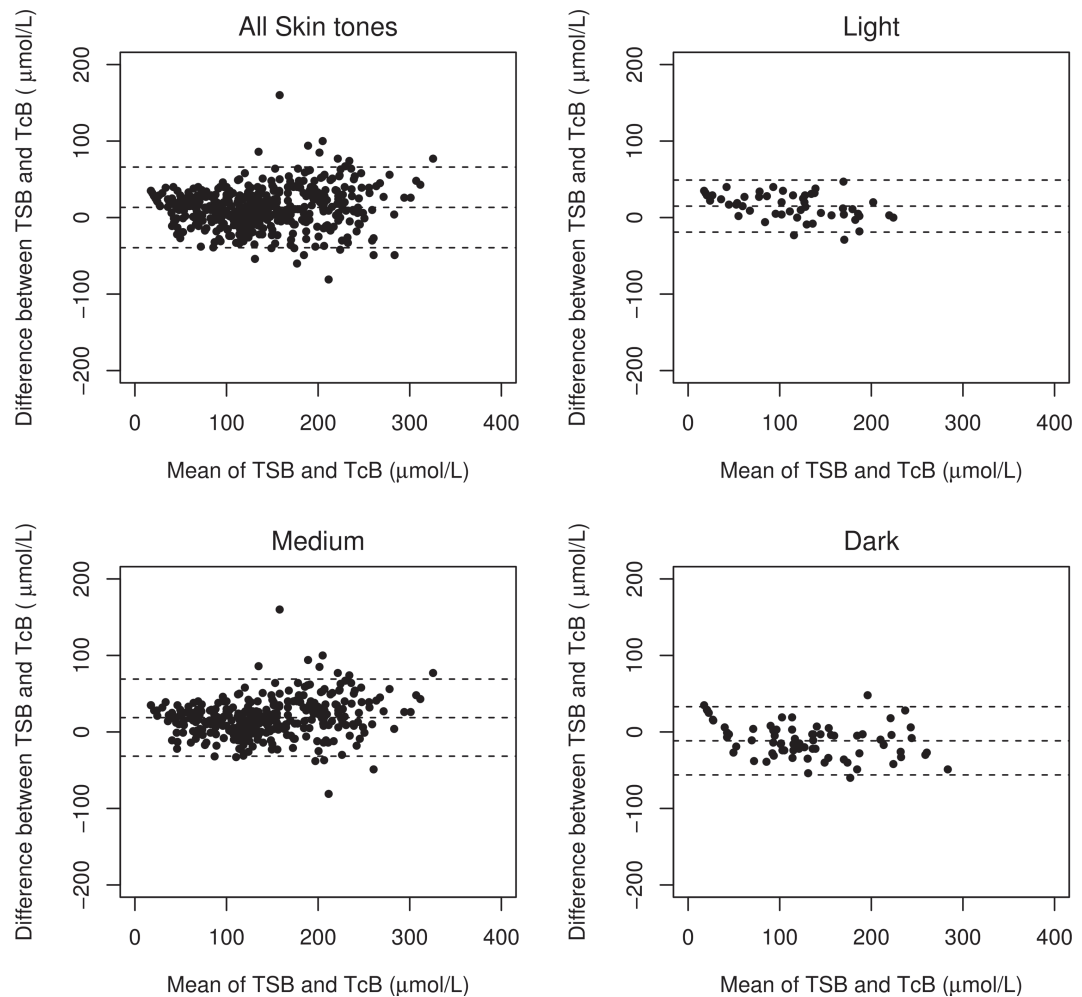 All Skin tones
Difference between TSB and TcB ( μmol/L)
200
100
0
−100
−200
0 100 200 300 400
Mean of TSB and TcB (μmol/L)
Light
Difference between TSB and TcB ( μmol/L)
200
100
0
−100
−200
0 100 200 300 400
Mean of TSB and TcB (μmol/L)
Medium
Difference between TSB and TcB ( μmol/L)
200
100
0
−100
−200
0 100 200 300 400
Mean of TSB and TcB (μmol/L)
Dark
Difference between TSB and TcB ( μmol/L)
200
100
0
−100
−200
0 100 200 300 400
Mean of TSB and TcB (μmol/L)